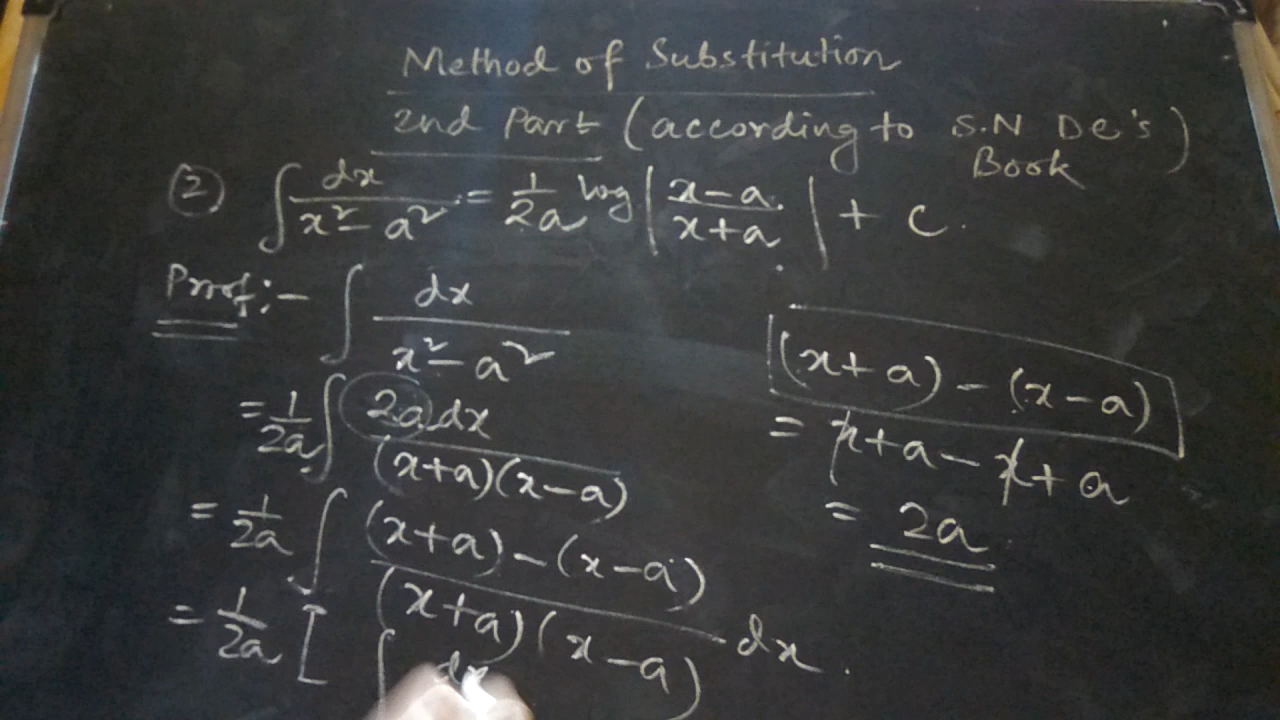 Method of Substitution
2nd Part (according to S.N De's Book)
② ∫ dx / (x² - a²) = 1/2a log | (x-a) / (x+a) | + c.
Proof:- ∫ dx / (x² - a²)
= 1/2a ∫ 2a dx / (x+a)(x-a)
= 1/2a ∫ (x+a) - (x-a) / (x+a)(x-a) dx.
= 1/2a [ ∫ dx
(x+a) - (x-a)
= x+a - x+a
= 2a